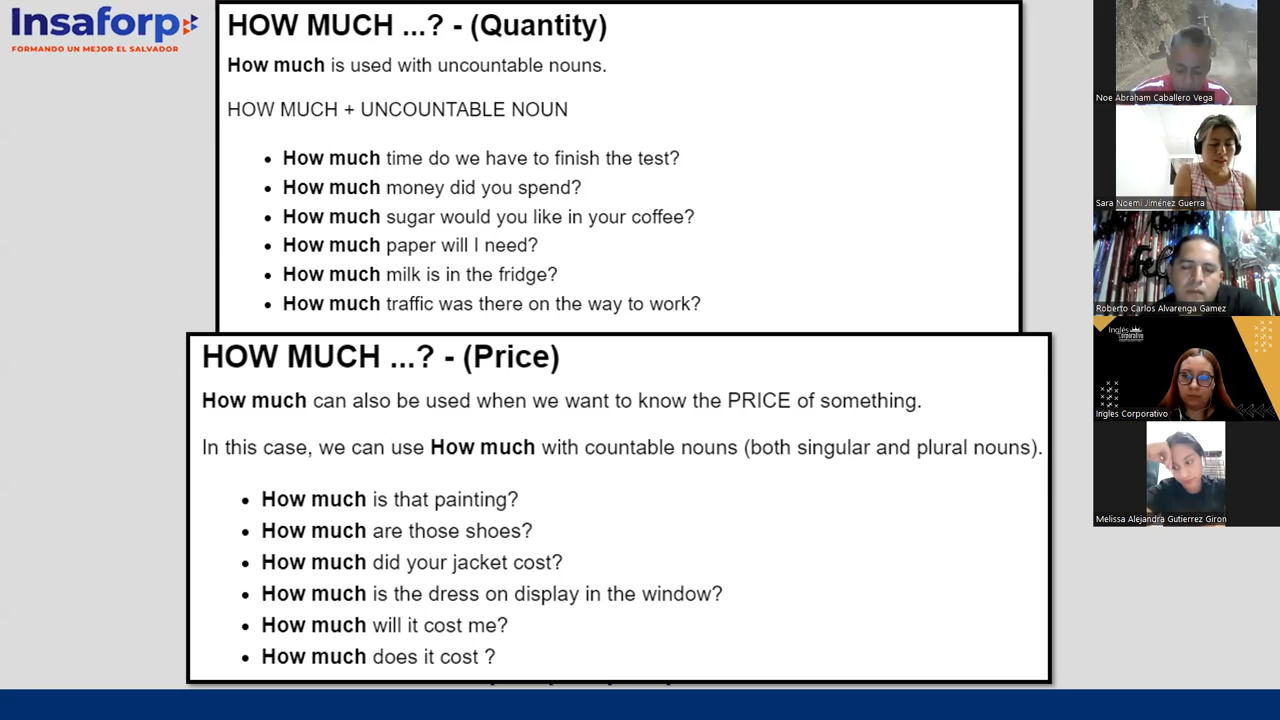 Insaforp
FORMANDO UN MEJOR EL SALVADOR
HOW MUCH ...? - (Quantity)
How much is used with uncountable nouns.
HOW MUCH + UNCOUNTABLE NOUN
• How much time do we have to finish the test?
• How much money did you spend?
• How much sugar would you like in your coffee?
• How much paper will I need?
• How much milk is in the fridge?
• How much traffic was there on the way to work?
HOW MUCH ...? - (Price)
How much can also be used when we want to know the PRICE of something.
In this case, we can use How much with countable nouns (both singular and plural nouns).
• How much is that painting?
• How much are those shoes?
• How much did your jacket cost?
• How much is the dress on display in the window?
• How much will it cost me?
• How much does it cost ?
Noe Abraham Caballero Vega
Sara Noemi Jiménez Guerra
Roberto Carlos Alvarenga Gamez
Inglés
Corporativo
Ingles Corporativo
Melissa Alejandra Gutierrez Giron